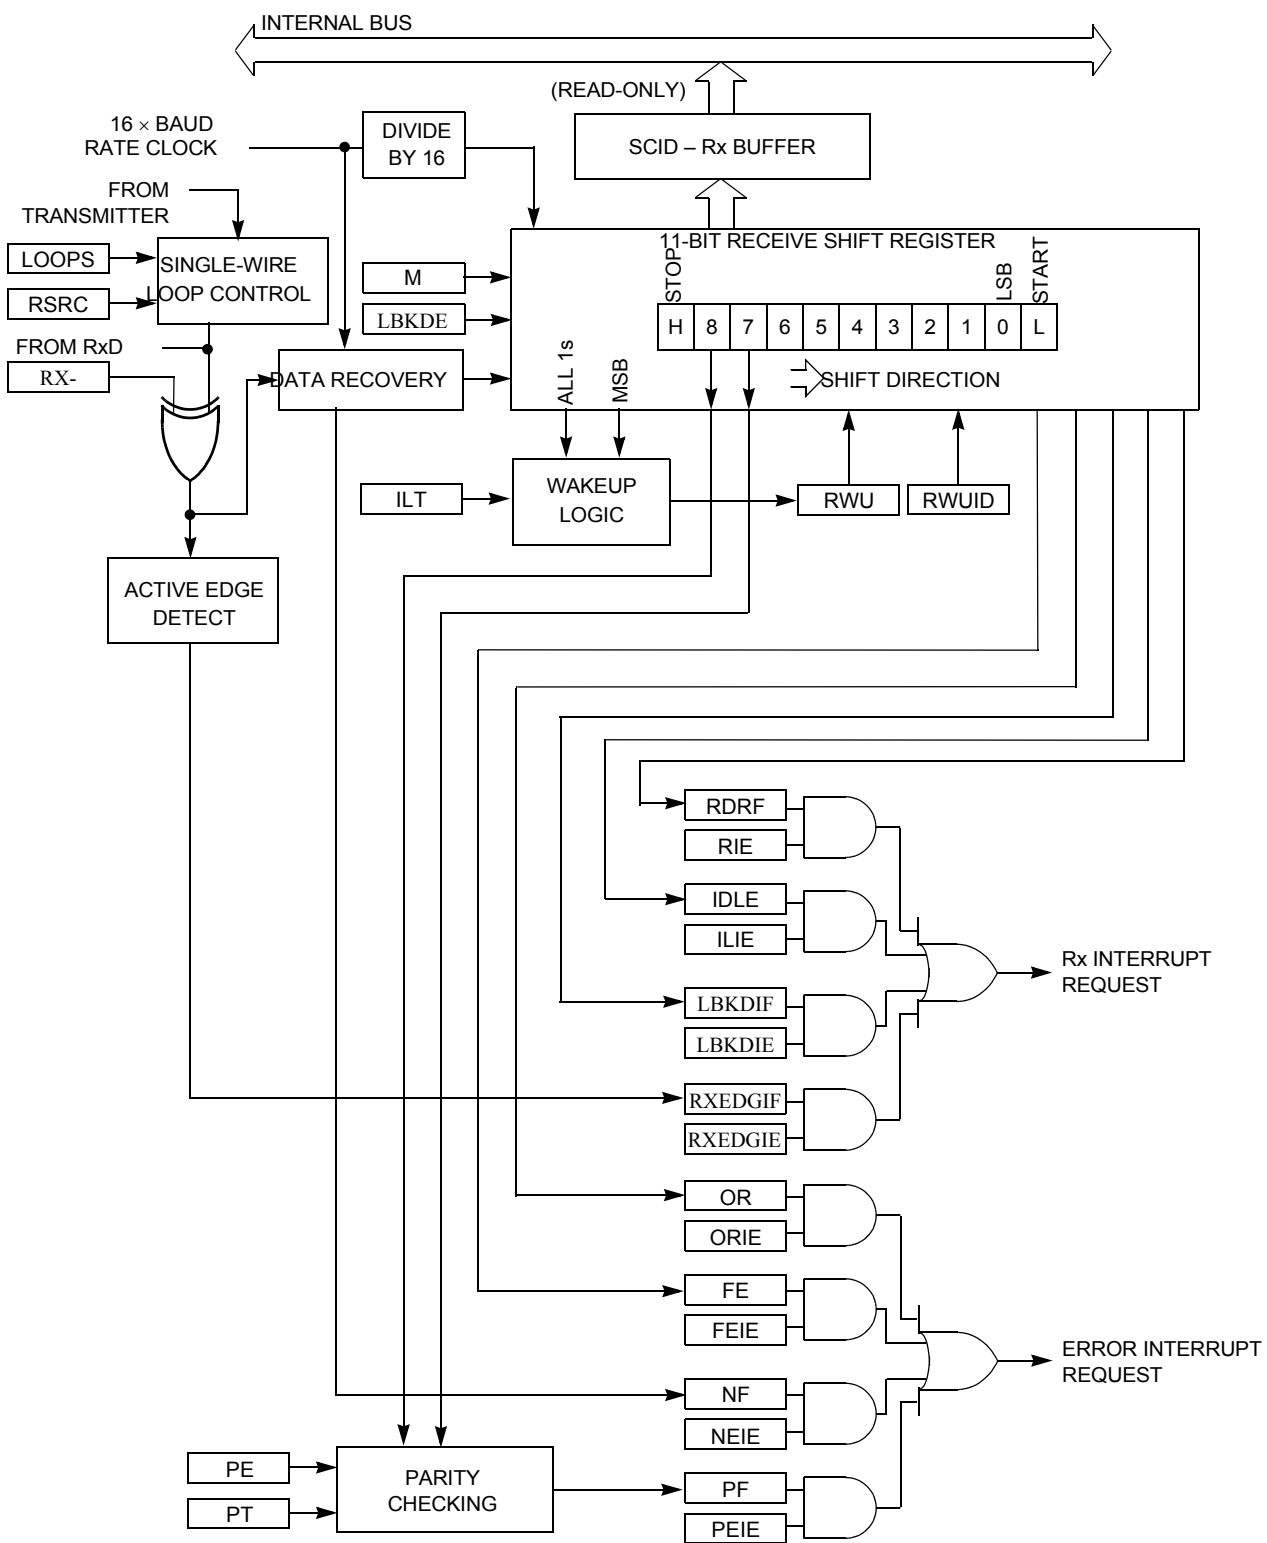 INTERNAL BUS
(READ-ONLY)
16 × BAUD
RATE CLOCK
DIVIDE
BY 16
SCID – Rx BUFFER
FROM
TRANSMITTER
LOOPS
RSRC
SINGLE-WIRE
LOOP CONTROL
M
LBKDE
11-BIT RECEIVE SHIFT REGISTER
STOP
LSB
START
H 8 7 6 5 4 3 2 1 0 L
FROM RxD
RX-
DATA RECOVERY
ALL 1s
MSB
SHIFT DIRECTION
ILT
WAKEUP
LOGIC
RWU
RWUID
ACTIVE EDGE
DETECT
RDRF
RIE
IDLE
ILIE
LBKDIF
LBKDIE
RXEDGIF
RXEDGIE
Rx INTERRUPT
REQUEST
OR
ORIE
FE
FEIE
NF
NEIE
PF
PEIE
ERROR INTERRUPT
REQUEST
PE
PT
PARITY
CHECKING